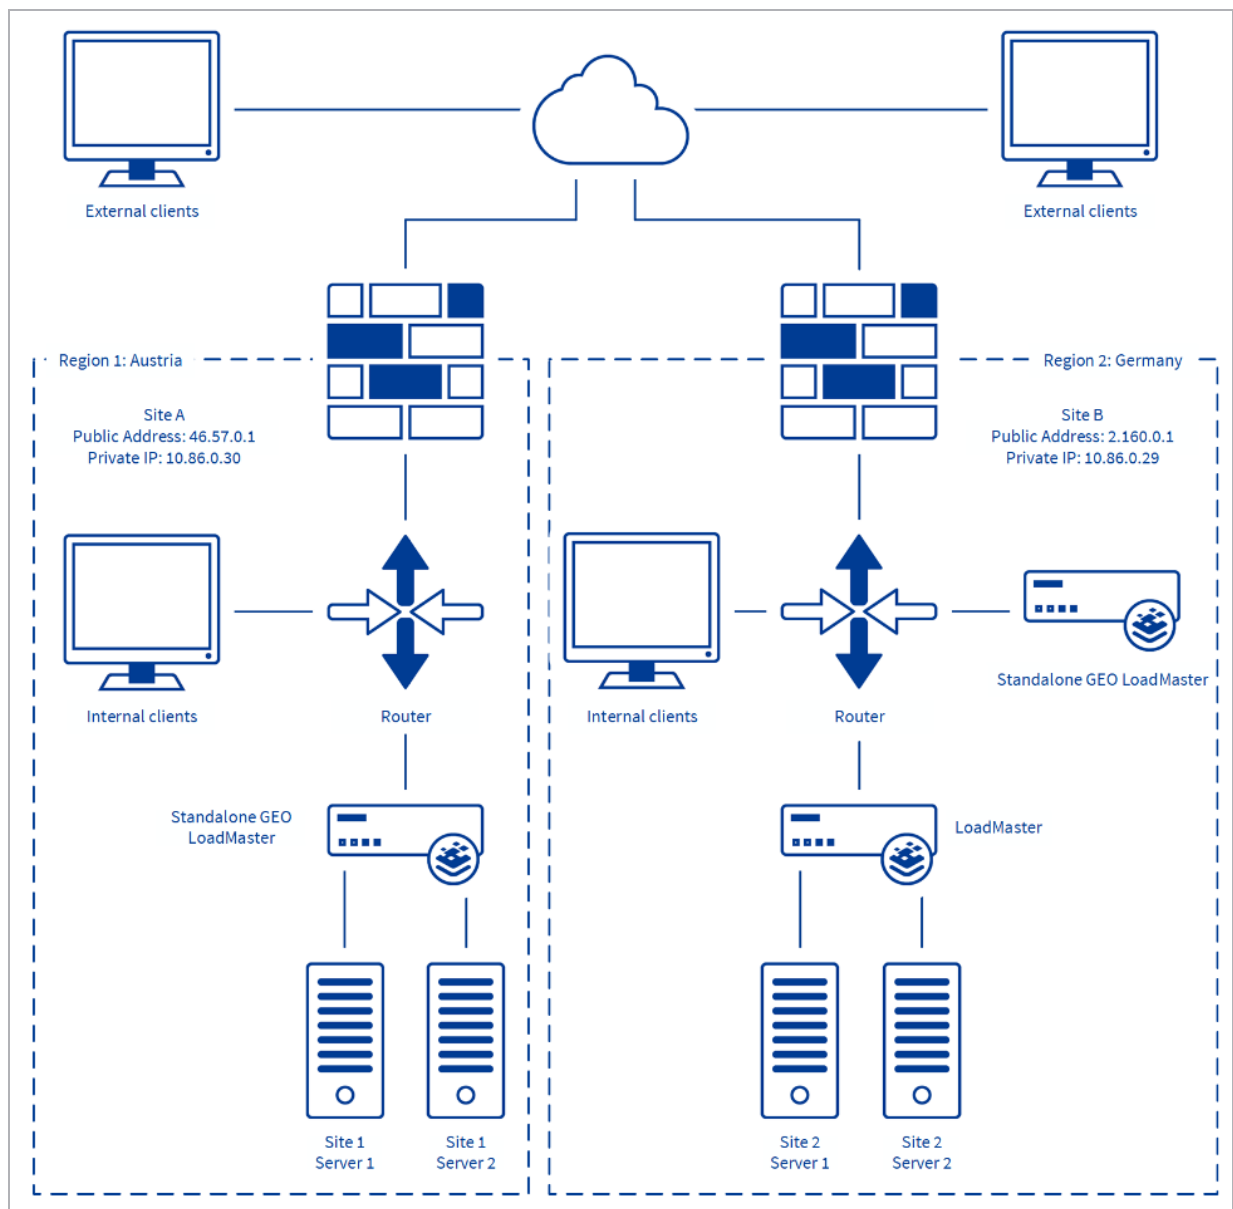 External clients
External clients
Region 1: Austria
Region 2: Germany
Site A
Public Address: 46.57.0.1
Private IP: 10.86.0.30
Site B
Public Address: 2.160.0.1
Private IP: 10.86.0.29
Internal clients
Router
Internal clients
Router
Standalone GEO LoadMaster
Standalone GEO
LoadMaster
LoadMaster
Site 1
Server 1
Site 1
Server 2
Site 2
Server 1
Site 2
Server 2